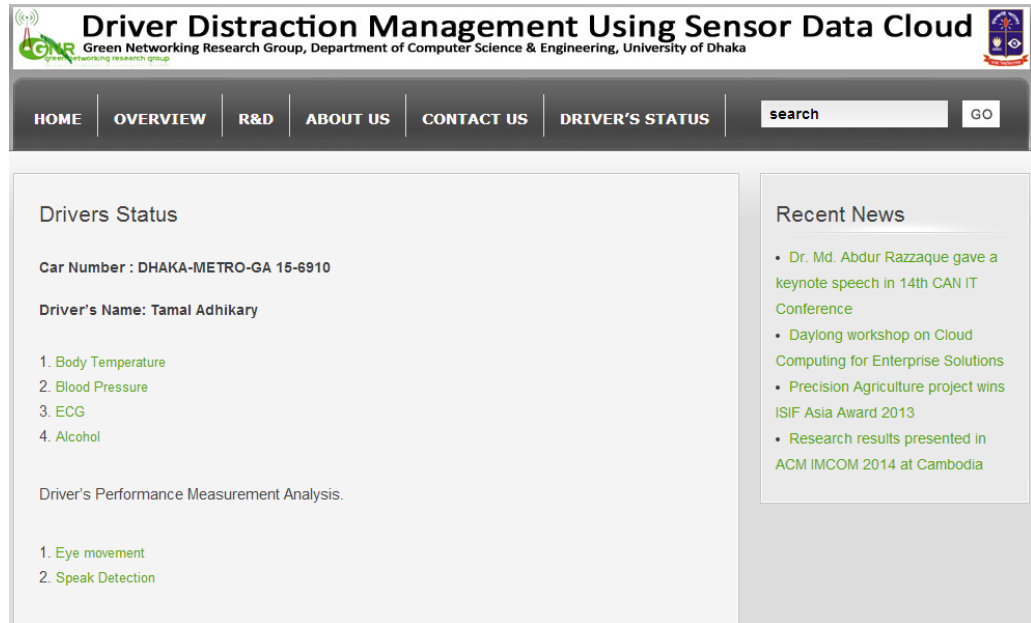 Driver Distraction Management Using Sensor Data Cloud
Green Networking Research Group, Department of Computer Science & Engineering, University of Dhaka
GNR
green networking research group
HOME
OVERVIEW
R&D
ABOUT US
CONTACT US
DRIVER'S STATUS
search
GO
Drivers Status
Car Number : DHAKA-METRO-GA 15-6910
Driver's Name: Tamal Adhikary
1. Body Temperature
2. Blood Pressure
3. ECG
4. Alcohol
Driver's Performance Measurement Analysis.
1. Eye movement
2. Speak Detection
Recent News
• Dr. Md. Abdur Razzaque gave a
keynote speech in 14th CAN IT
Conference
• Daylong workshop on Cloud
Computing for Enterprise Solutions
• Precision Agriculture project wins
ISIF Asia Award 2013
• Research results presented in
ACM IMCOM 2014 at Cambodia